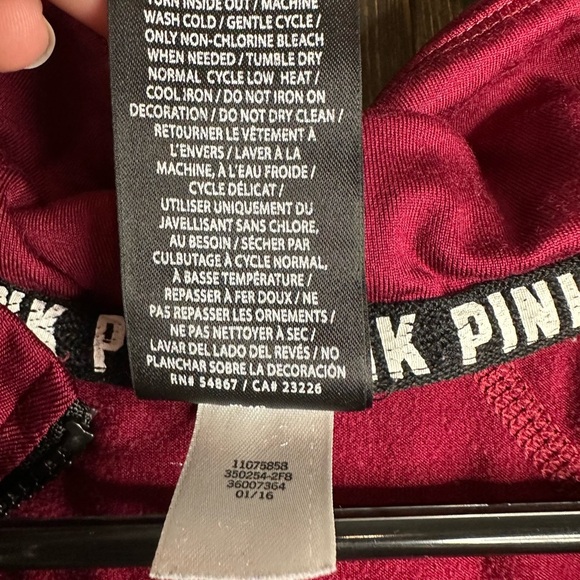 TURN INSIDE OUT / MACHINE
WASH COLD / GENTLE CYCLE /
ONLY NON-CHLORINE BLEACH
WHEN NEEDED / TUMBLE DRY
NORMAL CYCLE LOW HEAT /
COOL IRON / DO NOT IRON ON
DECORATION / DO NOT DRY CLEAN /
RETOURNER LE VÊTEMENT À
L'ENVERS / LAVER À LA
MACHINE, À L'EAU FROIDE /
CYCLE DÉLICAT /
UTILISER UNIQUEMENT DU
JAVELLISANT SANS CHLORE,
AU BESOIN / SÉCHER PAR
CULBUTAGE À CYCLE NORMAL,
À BASSE TEMPÉRATURE /
REPASSER À FER DOUX / NE
PAS REPASSER LES ORNEMENTS /
NE PAS NETTOYER À SEC /
LAVAR DEL LADO DEL REVÉS / NO
PLANCHAR SOBRE LA DECORACIÓN
RN# 54867 / CA# 23226
NK P NK PINK
11075858
350254-2F8
36007364
01/16